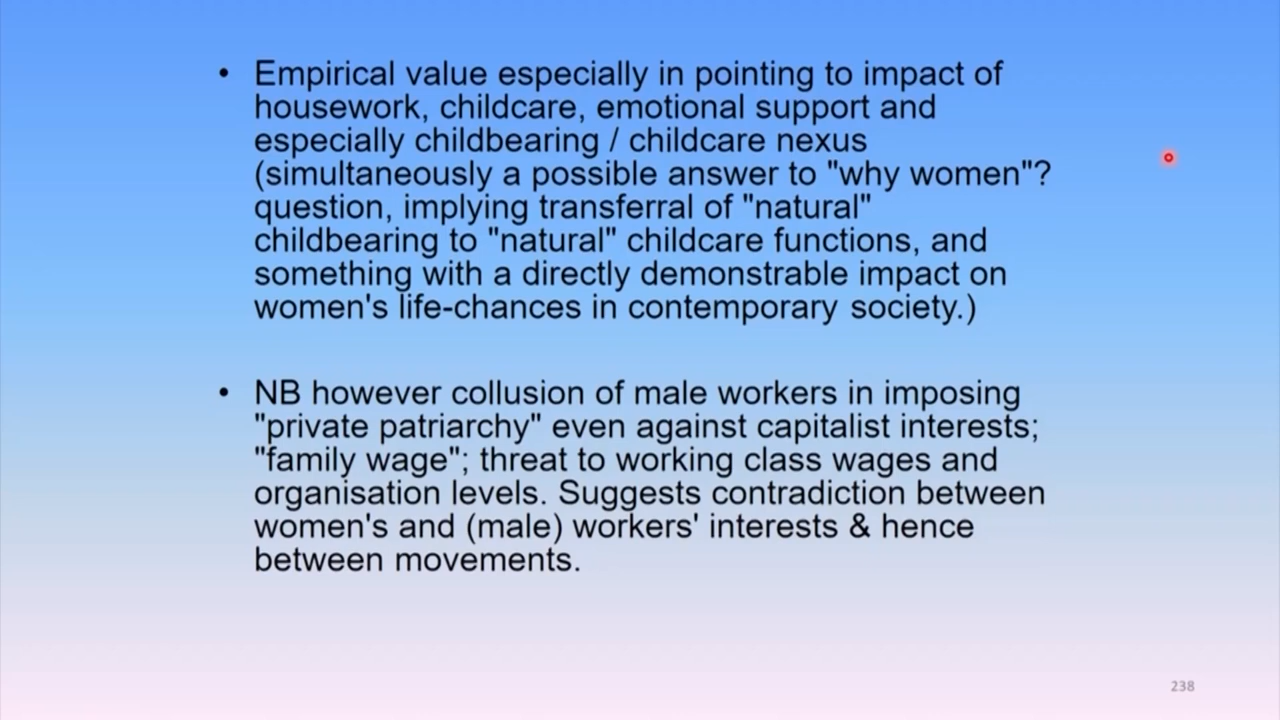 • Empirical value especially in pointing to impact of
housework, childcare, emotional support and
especially childbearing / childcare nexus
(simultaneously a possible answer to "why women"?
question, implying transferral of "natural"
childbearing to "natural" childcare functions, and
something with a directly demonstrable impact on
women's life-chances in contemporary society.)
• NB however collusion of male workers in imposing
"private patriarchy" even against capitalist interests;
"family wage"; threat to working class wages and
organisation levels. Suggests contradiction between
women's and (male) workers' interests & hence
between movements.
238